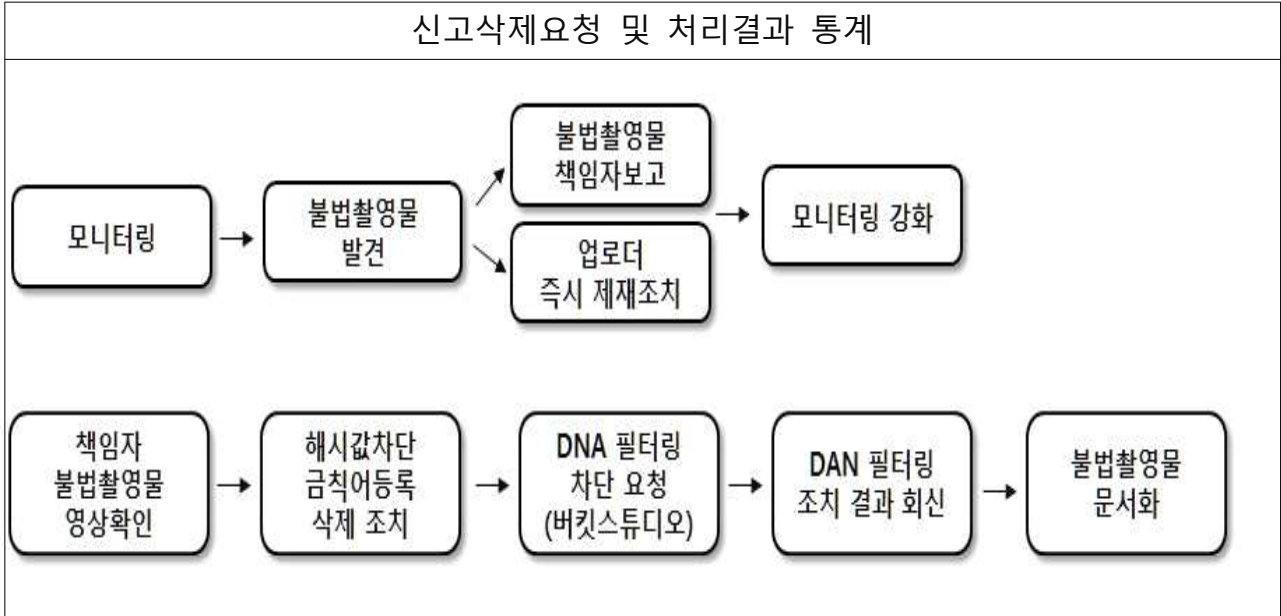 신고삭제요청 및 처리결과 통계
모니터링
불법촬영물
발견
불법촬영물
책임자보고
업로더
즉시 제재조치
모니터링 강화
책임자
불법촬영물
영상확인
해시값차단
금칙어등록
삭제 조치
DNA 필터링
차단 요청
(버킷스튜디오)
DAN 필터링
조치 결과 회신
불법촬영물
문서화